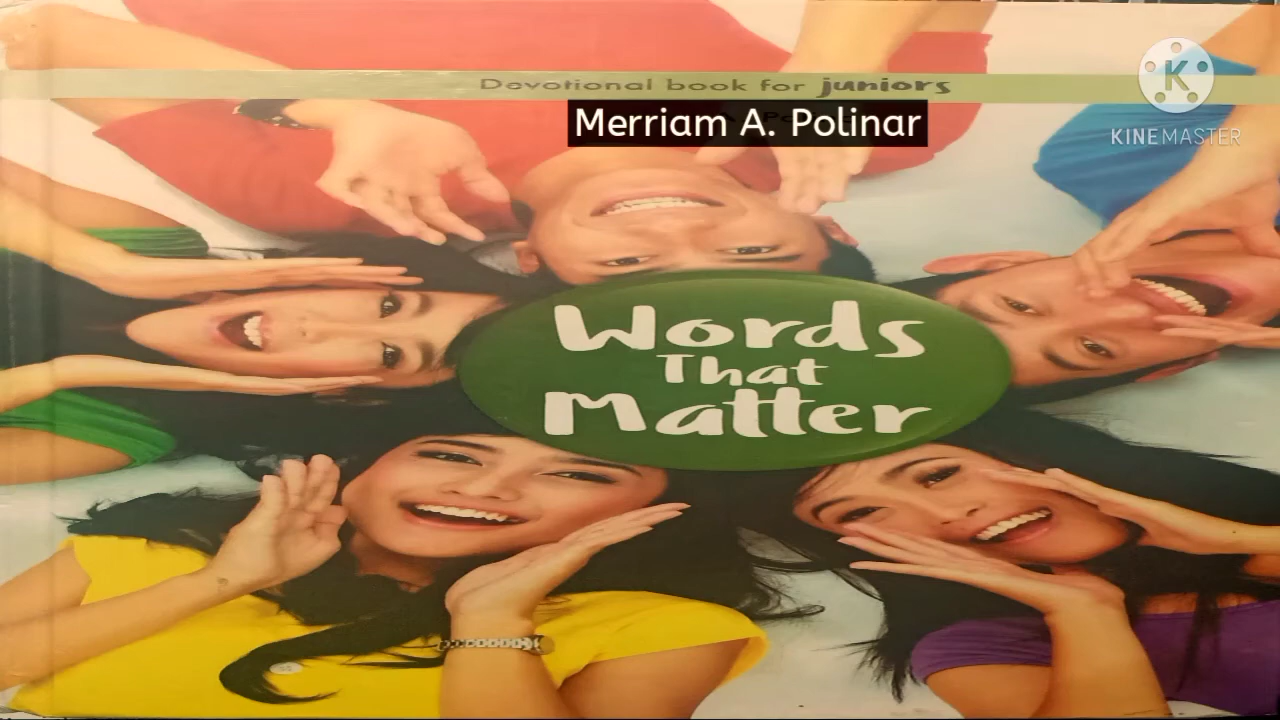 Devotional book for juniors
Merriam A. Polinar
K
KINEMASTER
Words
That
Matter